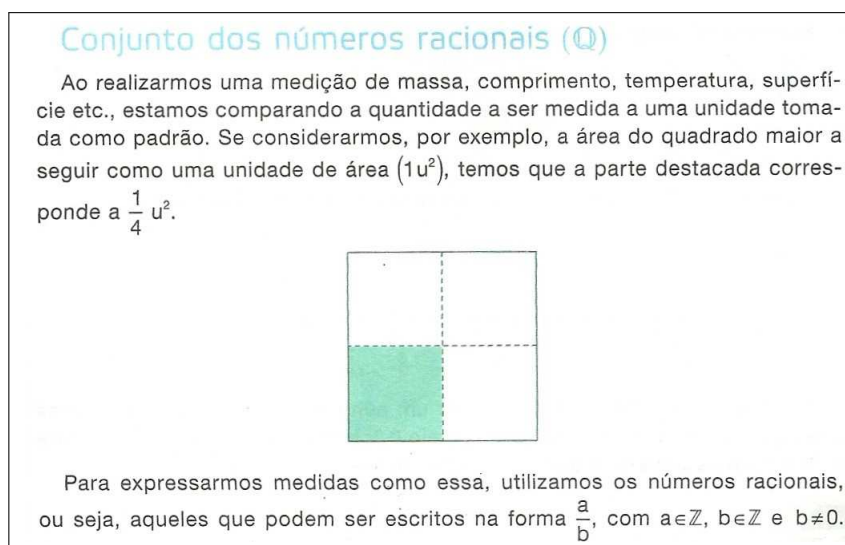 Conjunto dos números racionais (ℚ)
Ao realizarmos uma medição de massa, comprimento, temperatura, superfí-
cie etc., estamos comparando a quantidade a ser medida a uma unidade toma-
da como padrão. Se considerarmos, por exemplo, a área do quadrado maior a
seguir como uma unidade de área (1u²), temos que a parte destacada corres-
ponde a 1/4 u².
Para expressarmos medidas como essa, utilizamos os números racionais,
ou seja, aqueles que podem ser escritos na forma a/b, com a∈ℤ, b∈ℤ e b≠0.